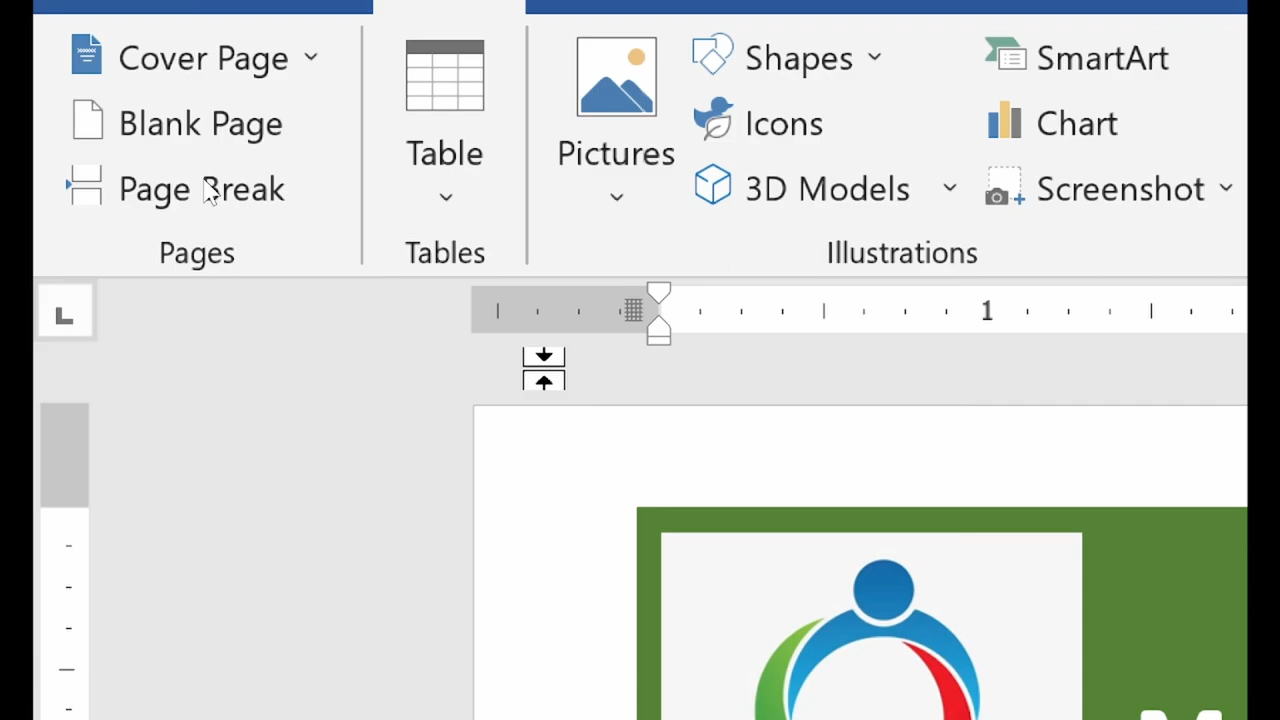 Cover Page
Blank Page
Page Break
Pages
Table
Tables
Pictures
Shapes
Icons
3D Models
SmartArt
Chart
Screenshot
Illustrations
1